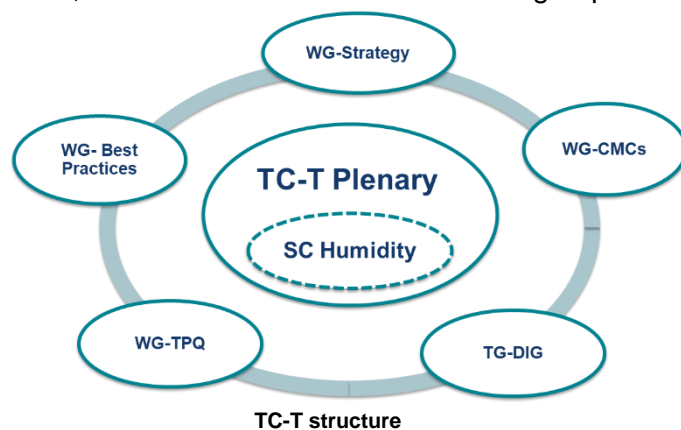 WG-Strategy
WG- Best
Practices
WG-CMCs
TC-T Plenary
SC Humidity
WG-TPQ
TG-DIG
TC-T structure